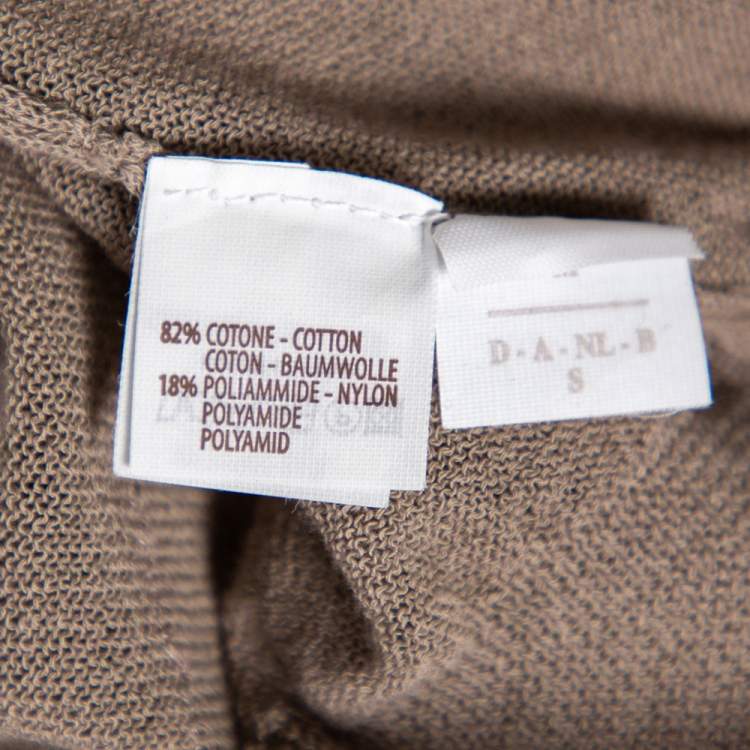 82% COTONE - COTTON
COTON - BAUMWOLLE
18% POLIAMMIDE - NYLON
POLYAMIDE
POLYAMID
D - A - NL - B
S